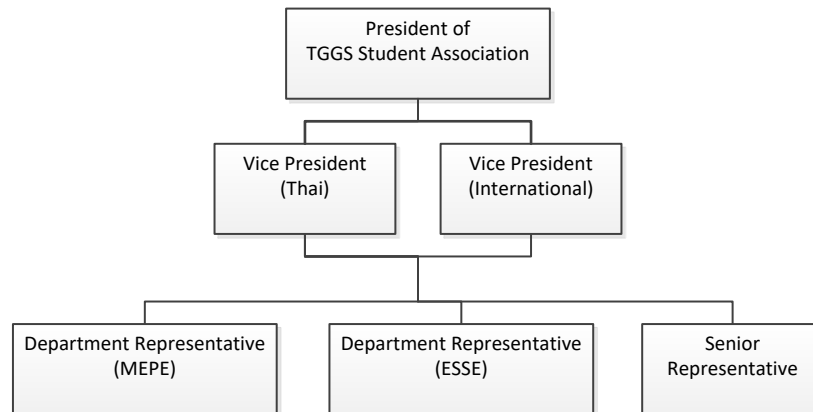 President of
TGGS Student Association
Vice President
(Thai)
Vice President
(International)
Department Representative
(MEPE)
Department Representative
(ESSE)
Senior
Representative